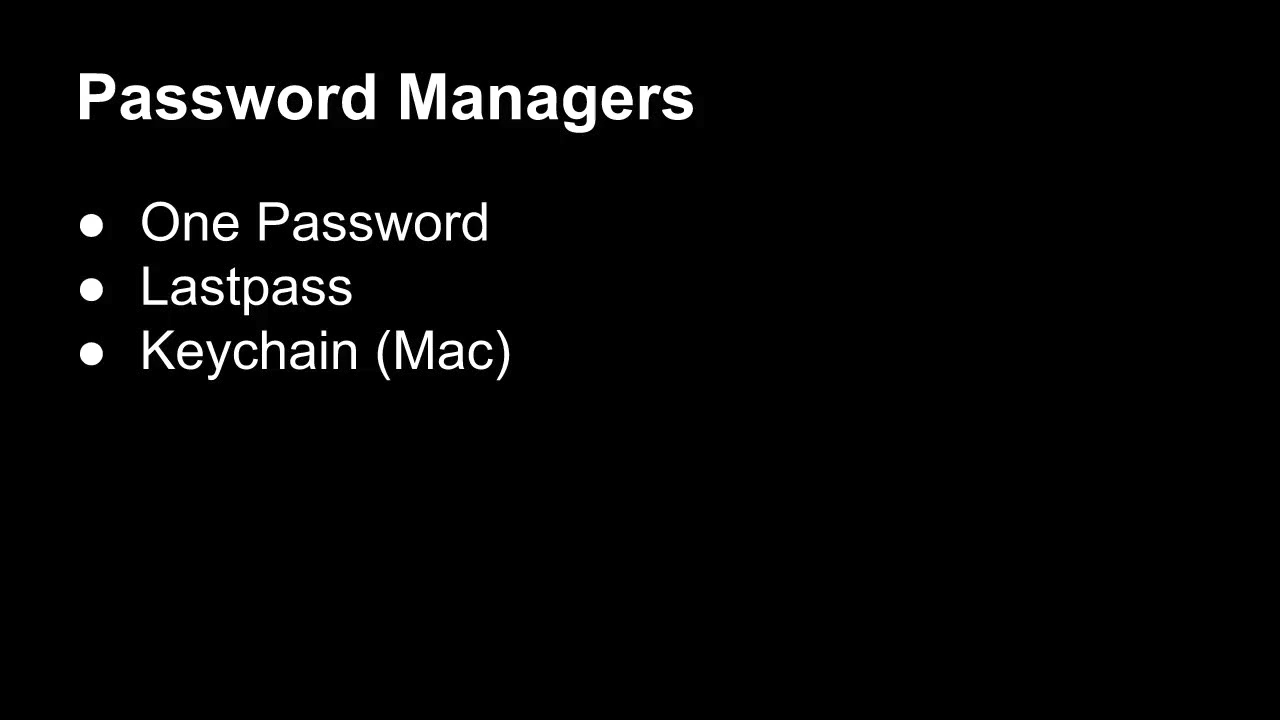 Password Managers
● One Password
● Lastpass
● Keychain (Mac)